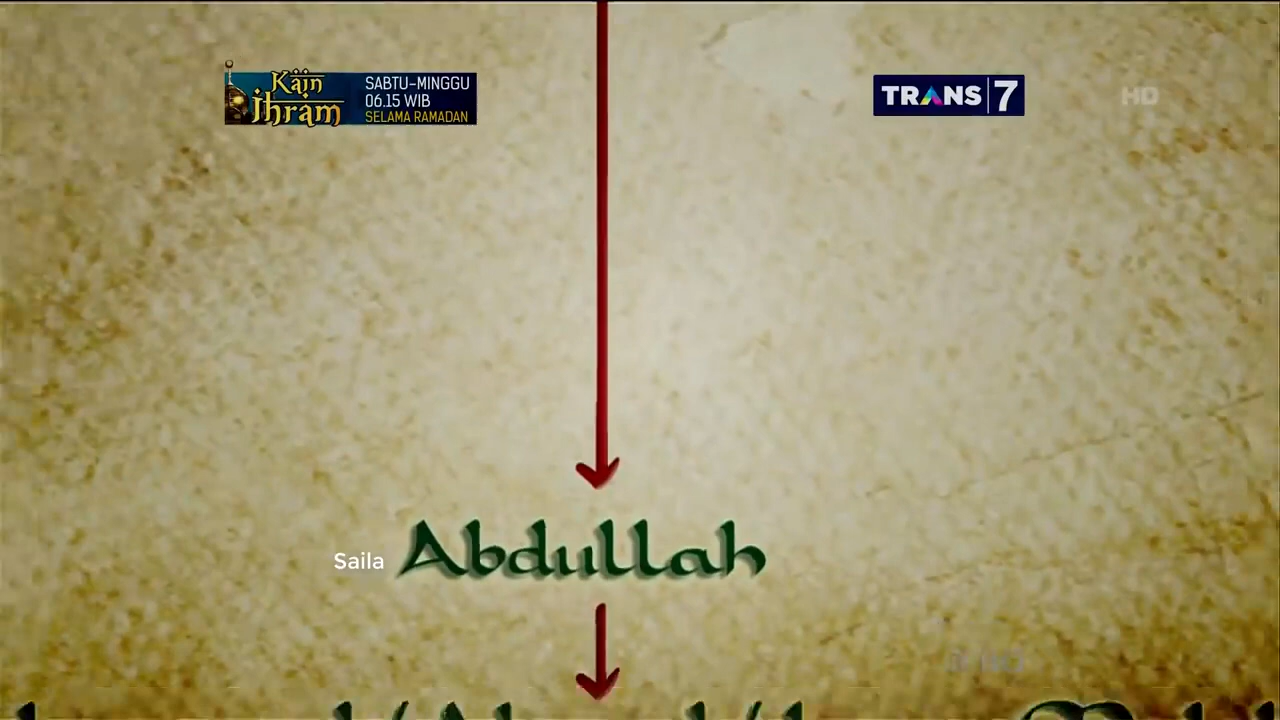 Kain
Ihram
SABTU-MINGGU
06.15 WIB
SELAMA RAMADAN
TRANS 7
HD
Saila Abdullah